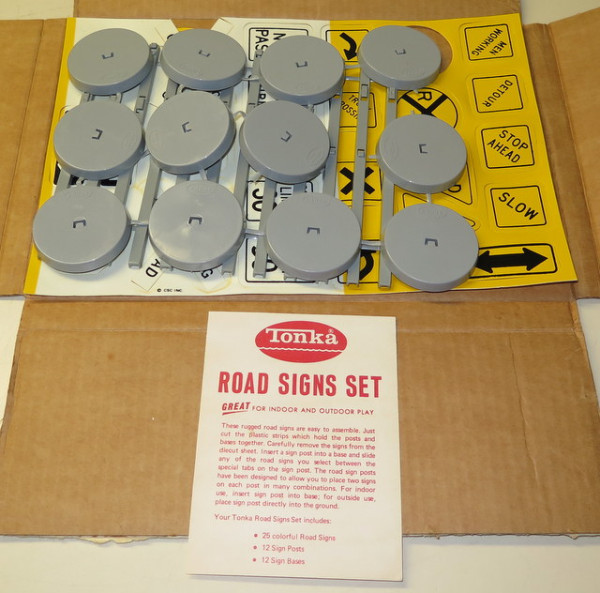 N
PAS
MEN
WORKING
DETOUR
STOP
AHEAD
SLOW
R
© CSC INC
Tonka®
ROAD SIGNS SET
GREAT FOR INDOOR AND OUTDOOR PLAY
These rugged road signs are easy to assemble. Just
cut the plastic strips which hold the posts and
bases together. Carefully remove the signs from the
diecut sheet. Insert a sign post into a base and slide
any of the road signs you select between the
special tabs on the sign post. The road sign posts
have been designed to allow you to place two signs
on each post in many combinations. For indoor
use, insert sign post into base; for outside use,
place sign post directly into the ground.
Your Tonka Road Signs Set includes:
• 25 colorful Road Signs
• 12 Sign Posts
• 12 Sign Bases